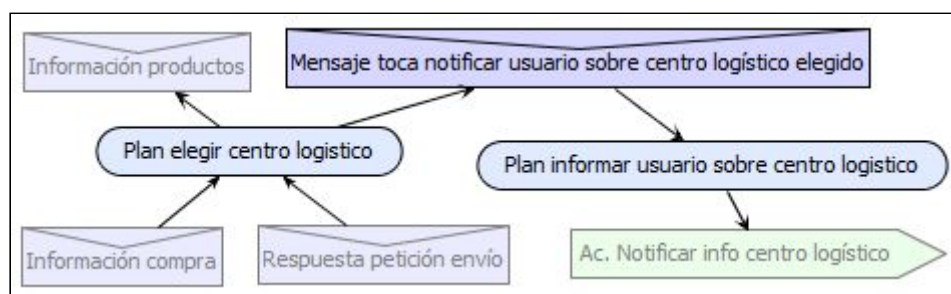 Información productos
Mensaje toca notificar usuario sobre centro logístico elegido
Plan elegir centro logistico
Plan informar usuario sobre centro logistico
Información compra
Respuesta petición envío
Ac. Notificar info centro logístico